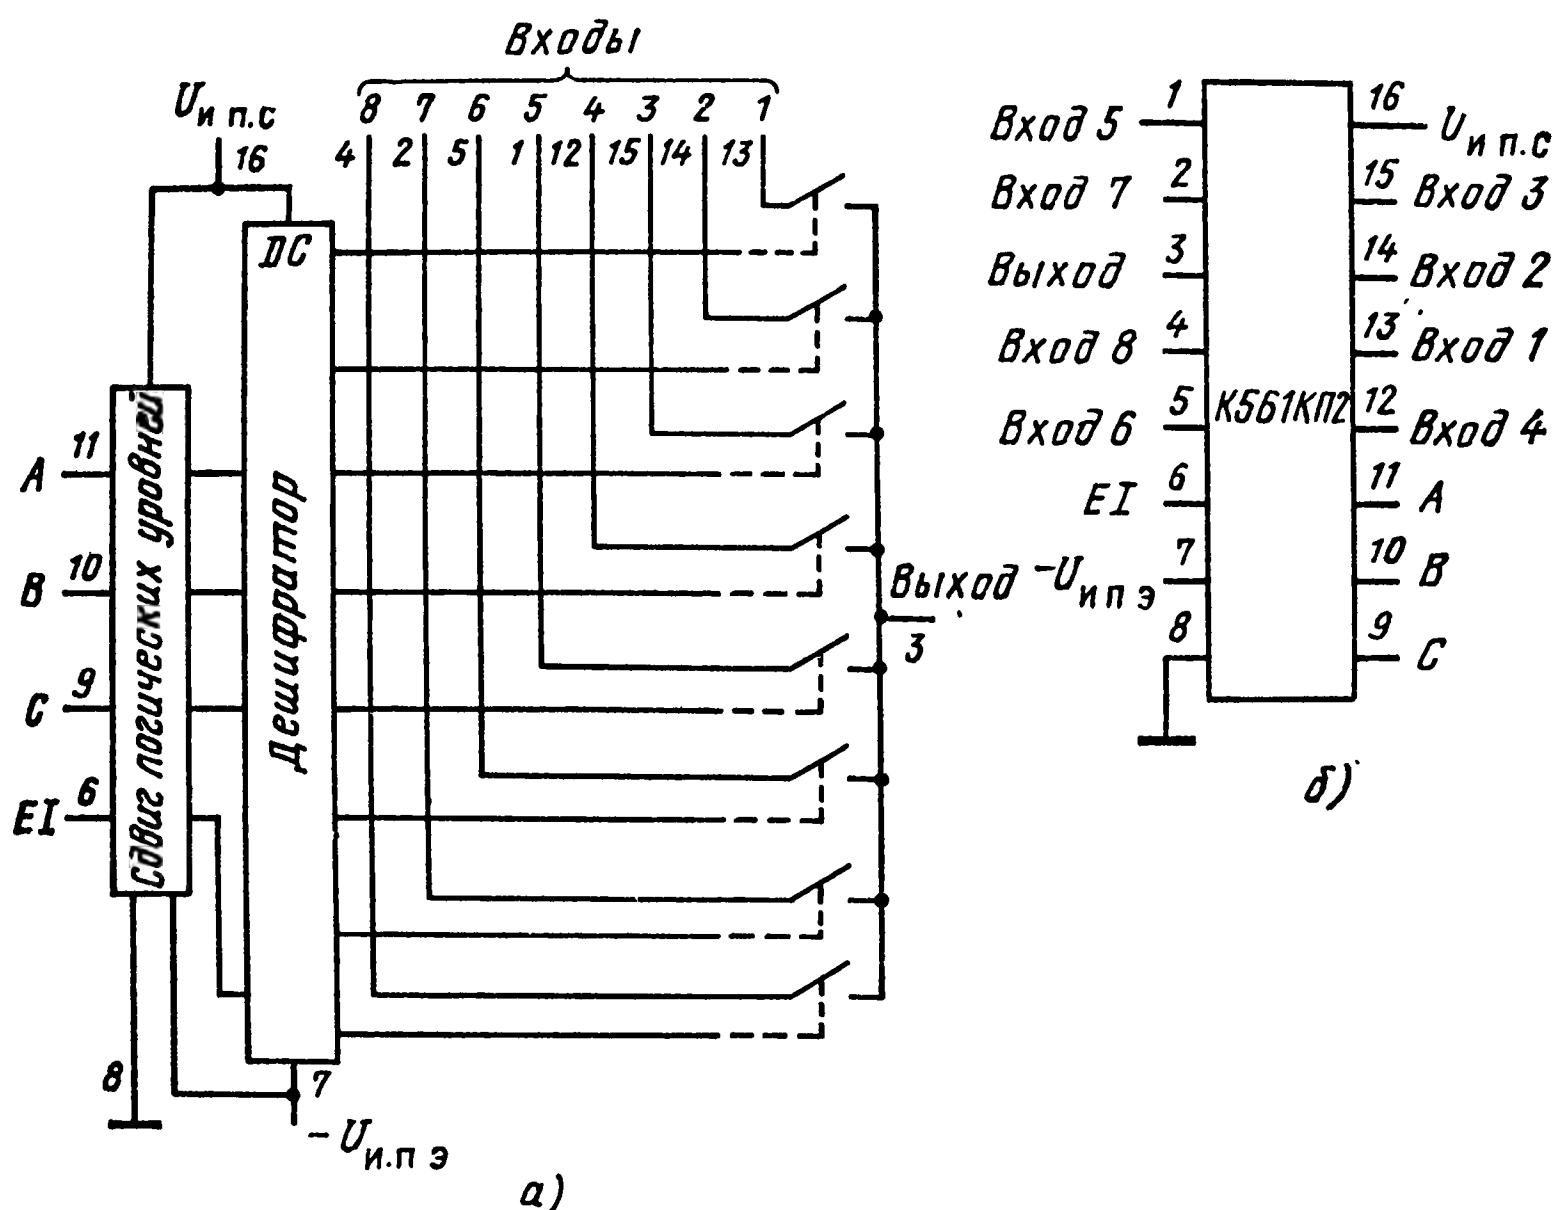 Входы
U и п.с
16
8 7 6 5 4 3 2 1
4 2 5 1 12 15 14 13
DC
Дешифратор
Сдвиг логических уровней
A 11
B 10
C 9
EI 6
8
7
-U и.п э
Выход
3
а)
1 Вход 5
2 Вход 7
3 Выход
4 Вход 8
5 Вход 6
6 EI
7 -U и п э
8
К561КП2
16 U и п.с
15 Вход 3
14 Вход 2
13 Вход 1
12 Вход 4
11 A
10 B
9 C
б)